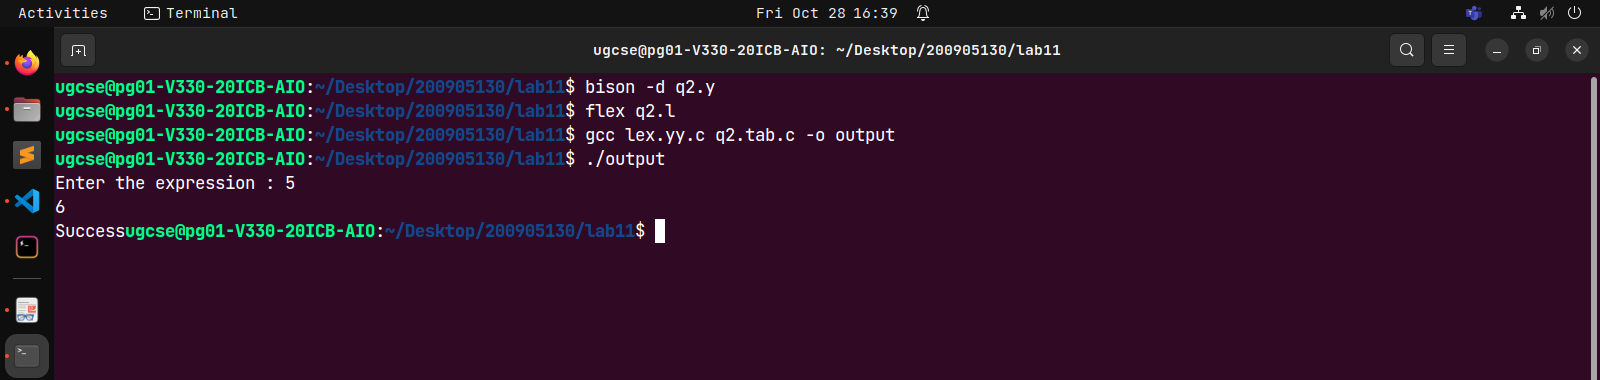 Activities Terminal Fri Oct 28 16:39
ugcse@pg01-V330-20ICB-AIO: ~/Desktop/200905130/lab11
ugcse@pg01-V330-20ICB-AIO:~/Desktop/200905130/lab11$ bison -d q2.y
ugcse@pg01-V330-20ICB-AIO:~/Desktop/200905130/lab11$ flex q2.l
ugcse@pg01-V330-20ICB-AIO:~/Desktop/200905130/lab11$ gcc lex.yy.c q2.tab.c -o output
ugcse@pg01-V330-20ICB-AIO:~/Desktop/200905130/lab11$ ./output
Enter the expression : 5
6
Successugcse@pg01-V330-20ICB-AIO:~/Desktop/200905130/lab11$